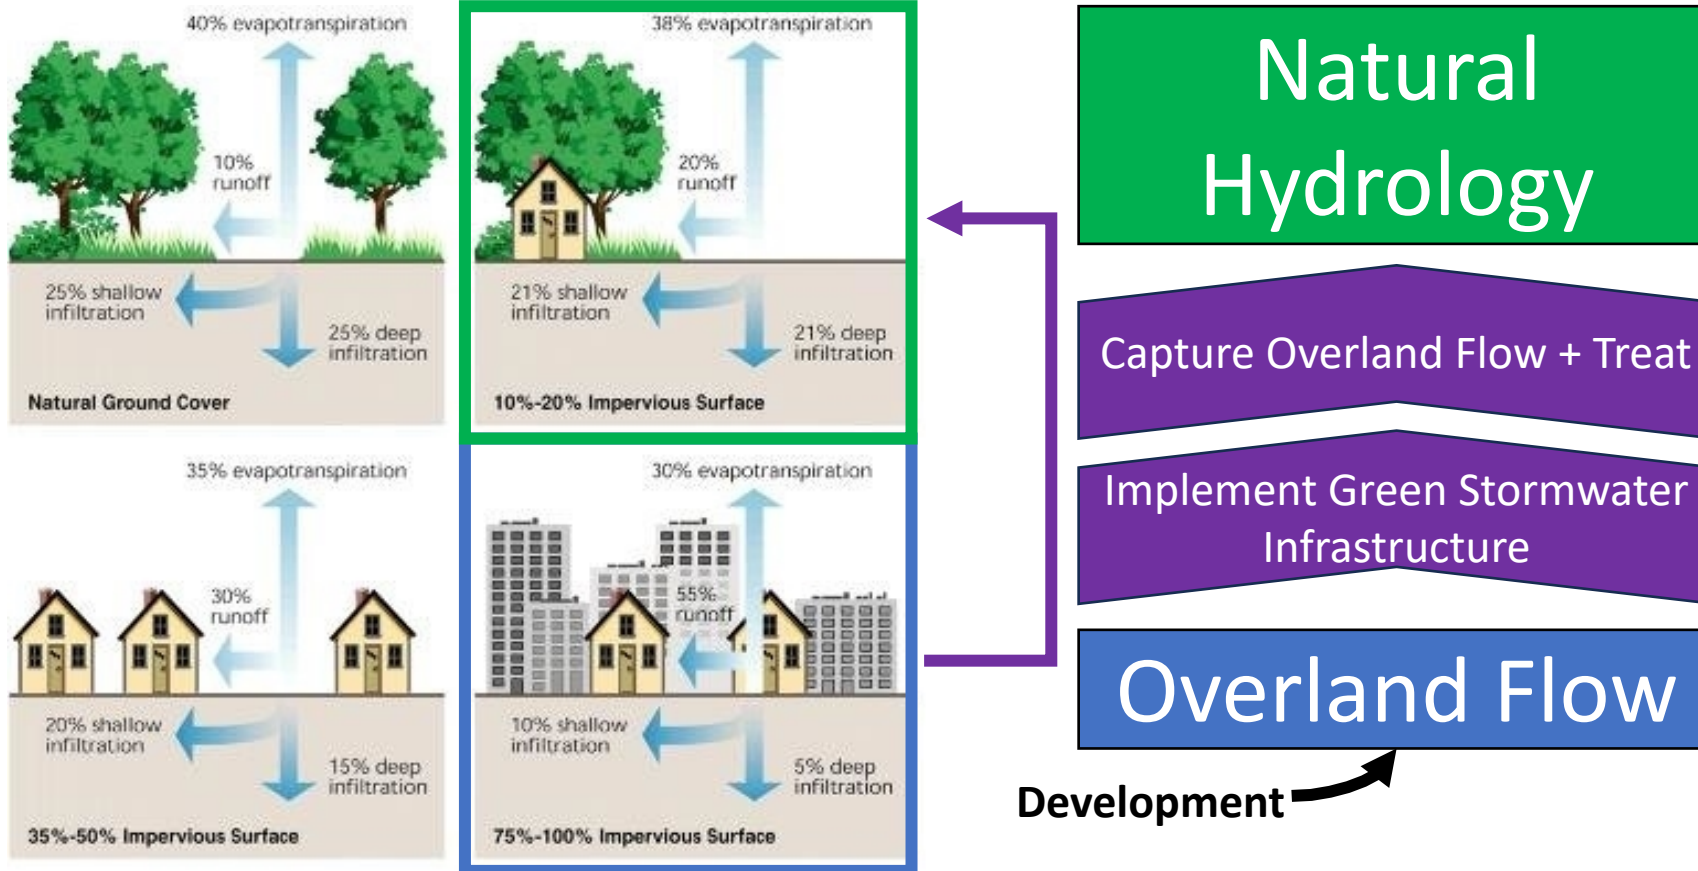 40% evapotranspiration
10%
runoff
25% shallow
infiltration
25% deep
infiltration
Natural Ground Cover
38% evapotranspiration
20%
runoff
21% shallow
infiltration
21% deep
infiltration
10%-20% Impervious Surface
35% evapotranspiration
30%
runoff
20% shallow
infiltration
15% deep
infiltration
35%-50% Impervious Surface
30% evapotranspiration
55%
runoff
10% shallow
infiltration
5% deep
infiltration
75%-100% Impervious Surface
Natural
Hydrology
Capture Overland Flow + Treat
Implement Green Stormwater
Infrastructure
Overland Flow
Development